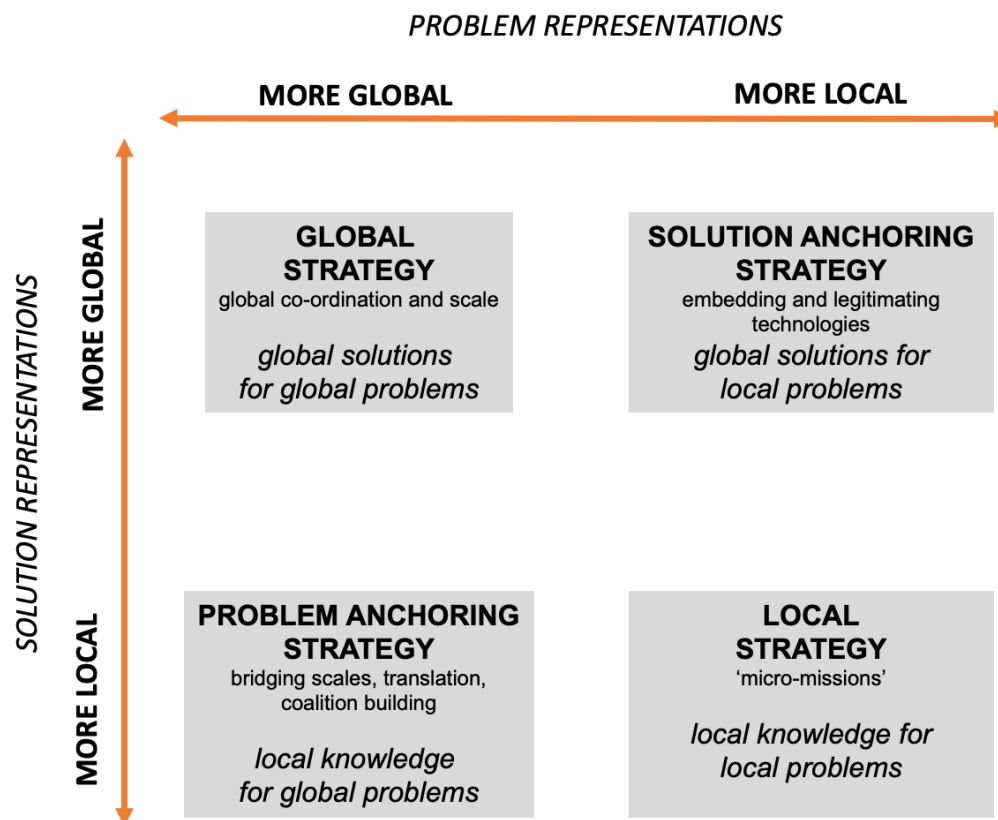 PROBLEM REPRESENTATIONS
MORE GLOBAL
MORE LOCAL
SOLUTION REPRESENTATIONS
MORE GLOBAL
GLOBAL
STRATEGY
global co-ordination and scale
global solutions
for global problems
SOLUTION ANCHORING
STRATEGY
embedding and legitimating
technologies
global solutions for
local problems
MORE LOCAL
PROBLEM ANCHORING
STRATEGY
bridging scales, translation,
coalition building
local knowledge
for global problems
LOCAL
STRATEGY
‘micro-missions’
local knowledge for
local problems